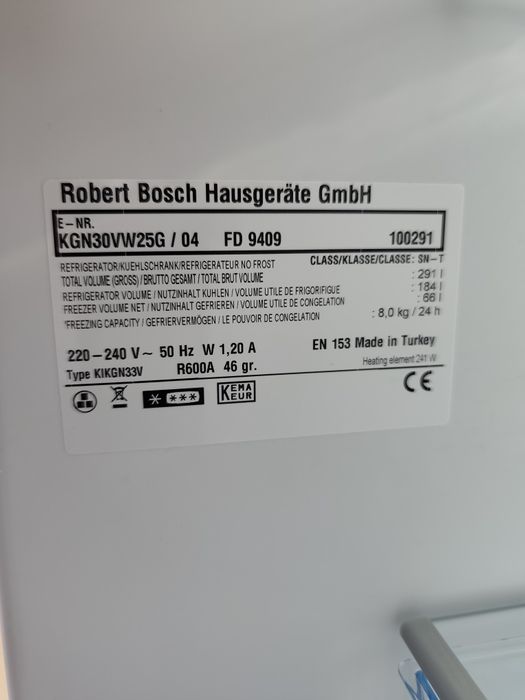 Robert Bosch Hausgeräte GmbH
E-NR.
KGN30VW25G / 04 FD 9409 100291
CLASS/KLASSE/CLASSE: SN-T
REFRIGERATOR/KUEHLSCHRANK/REFRIGERATEUR NO FROST
TOTAL VOLUME (GROSS) / BRUTTO GESAMT / TOTAL BRUT VOLUME : 291 l
REFRIGERATOR VOLUME / NUTZINHALT KUHLEN / VOLUME UTILE DE FRIGORIFIQUE : 184 l
FREEZER VOLUME NET / NUTZINHALT GEFRIEREN / VOLUME UTILE DE CONGELATION : 66 l
*FREEZING CAPACITY / GEFRIERVERMÖGEN / LE POUVOIR DE CONGELATION : 8,0 kg / 24 h
220-240 V~ 50 Hz W 1,20 A EN 153 Made in Turkey
Type KIKGN33V R600A 46 gr. Heating element 241 W
* *** KEMA CE
EUR